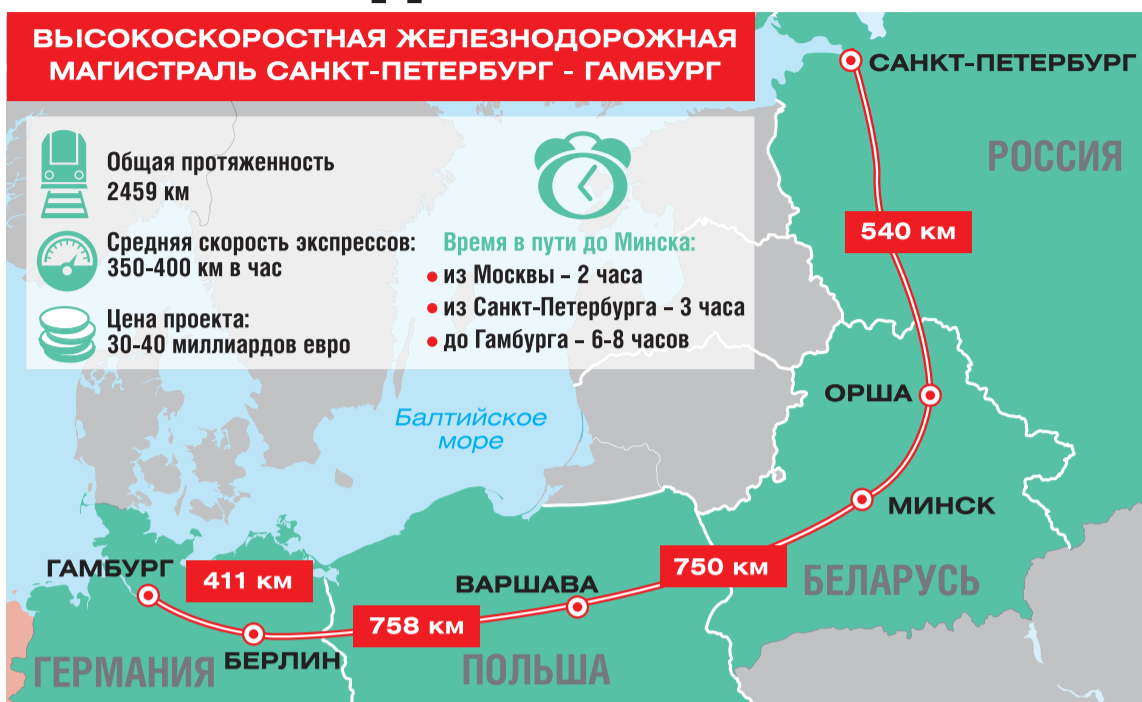 ВЫСОКОСКОРОСТНАЯ ЖЕЛЕЗНОДОРОЖНАЯ
МАГИСТРАЛЬ САНКТ-ПЕТЕРБУРГ - ГАМБУРГ
Общая протяженность
2459 км
Средняя скорость экспрессов:
350-400 км в час
Цена проекта:
30-40 миллиардов евро
Время в пути до Минска:
• из Москвы – 2 часа
• из Санкт-Петербурга – 3 часа
• до Гамбурга – 6-8 часов
САНКТ-ПЕТЕРБУРГ
РОССИЯ
540 КМ
ОРША
Балтийское
море
МИНСК
750 КМ
БЕЛАРУСЬ
ГАМБУРГ
411 КМ
ВАРШАВА
758 КМ
БЕРЛИН
ГЕРМАНИЯ
ПОЛЬША